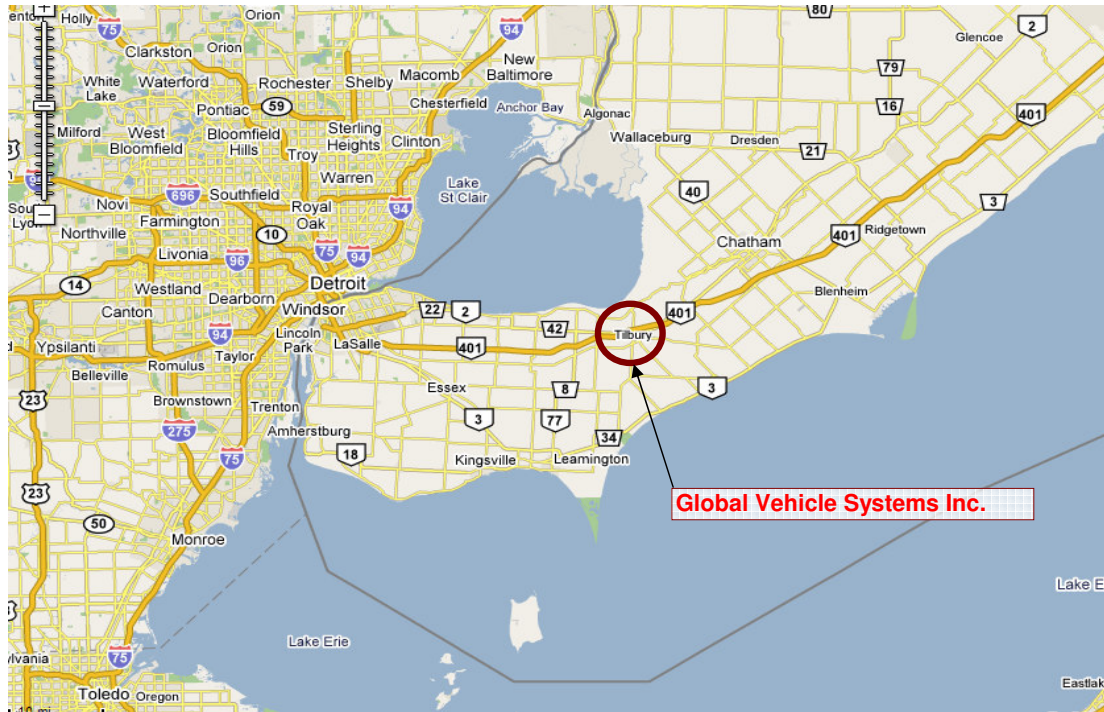 Holly
75
Orion
94
80
2
enton
Clarkston
Orion
Glencoe
New
Baltimore
White
Lake
Waterford
Rochester
Shelby
Macomb
79
59
Chesterfield
Anchor Bay
Pontiac
Algonac
16
401
Milford
West
Bloomfield
Bloomfield
Hills
Sterling
Heights
Clinton
Wallaceburg
Dresden
Troy
21
Warren
Lake
St Clair
40
3
696
Southfield
Novi
Royal
Oak
94
Farmington
Lyon
Northville
10
75
94
Chatham
401
Ridgetown
Livonia
96
14
Detroit
Westland
Dearborn
Windsor
Blenheim
Canton
22
2
401
Lincoln
Park
42
Tilbury
94
LaSalle
401
Ypsilanti
Taylor
Romulus
Belleville
Essex
8
3
23
Brownstown
Trenton
3
77
275
Amherstburg
34
75
18
Kingsville
Leamington
23
Global Vehicle Systems Inc.
50
Monroe
Lake E
Lake Erie
75
lvania
Toledo
Oregon
Eastlak